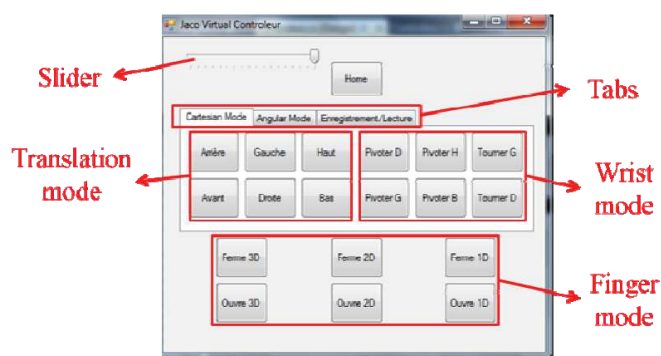 Jaco Virtual Controleur
Slider
Home
Tabs
Cartesian Mode Angular Mode Enregistrement/Lecture
Translation
mode
Arrière Gauche Haut Pivoter D Pivoter H Tourner G
Avant Droite Bas Pivoter G Pivoter B Tourner D
Wrist
mode
Ferme 3D Ferme 2D Ferme 1D
Ouvre 3D Ouvre 2D Ouvre 1D
Finger
mode